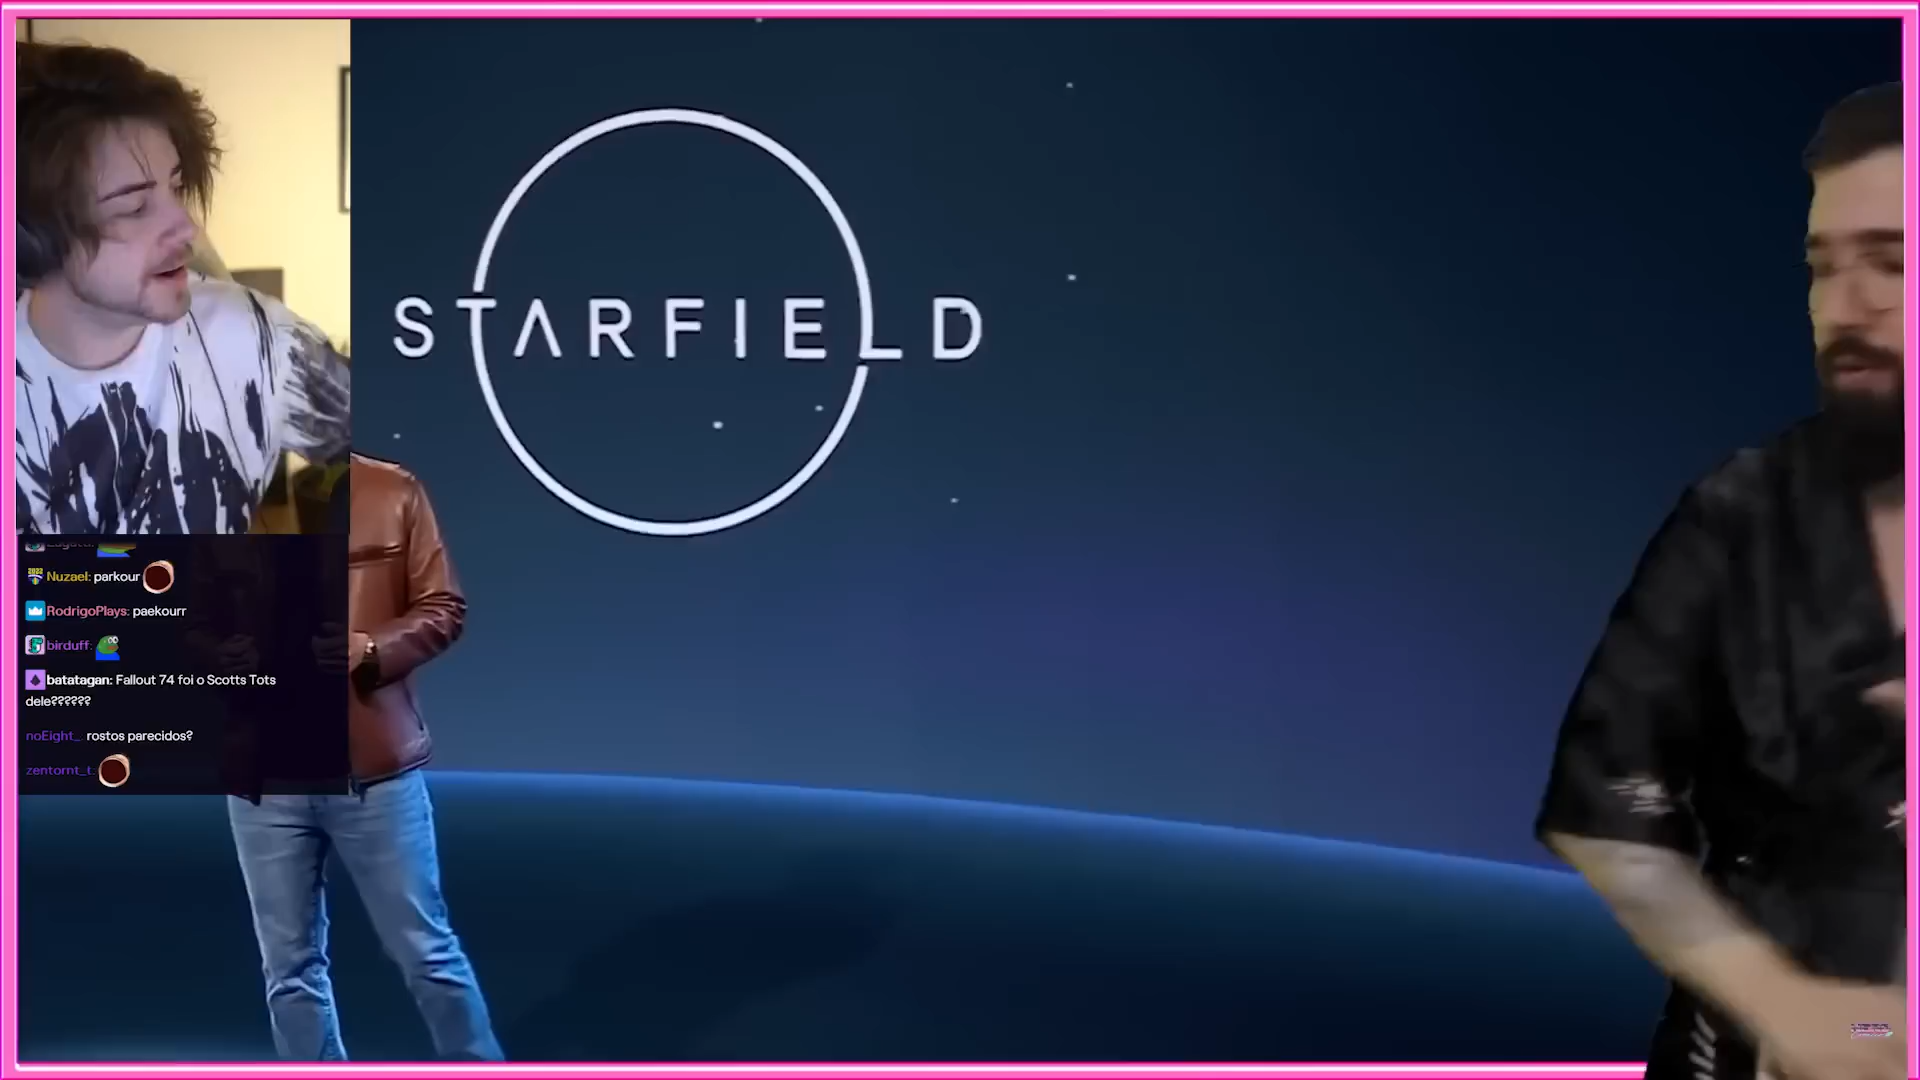 STARFIELD
Nuzael: parkour
RodrigoPlays: paekourr
birduff:
batatagan: Fallout 74 foi o Scotts Tots
dele??????
noEight_: rostos parecidos?
zentornt_t: